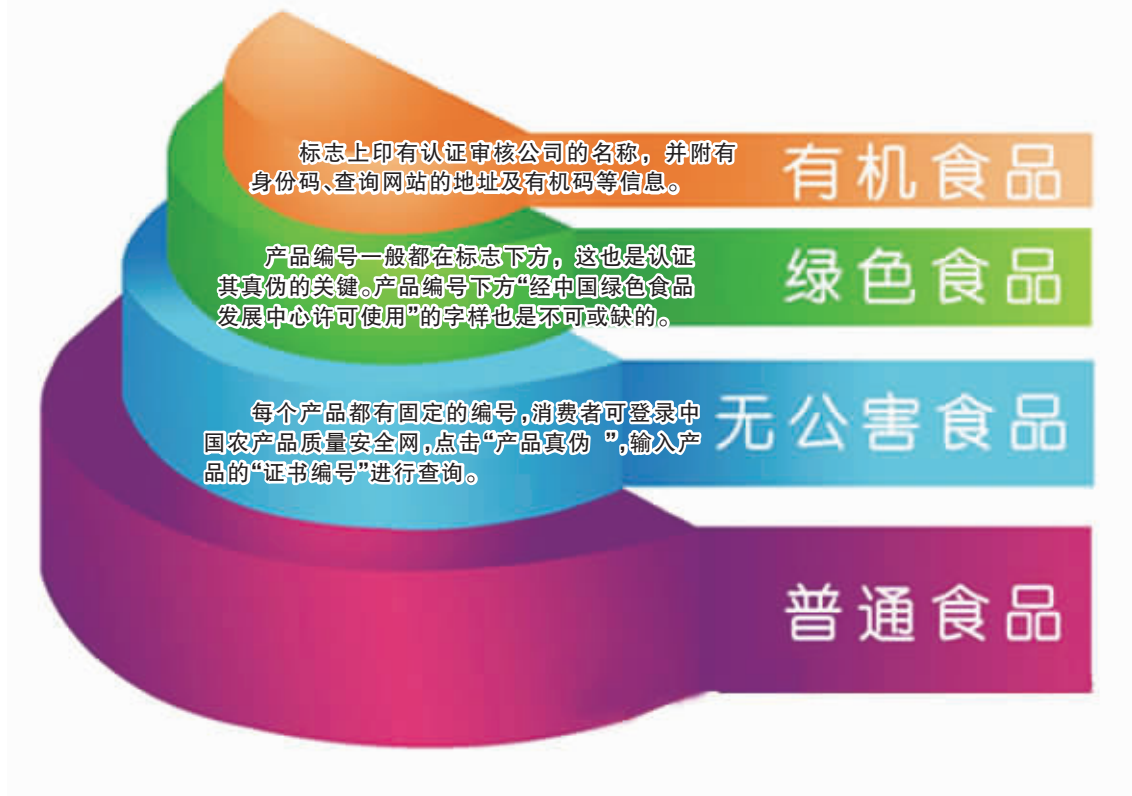 标志上印有认证审核公司的名称，并附有
身份码、查询网站的地址及有机码等信息。
有机食品
产品编号一般都在标志下方，这也是认证
其真伪的关键。产品编号下方“经中国绿色食品
发展中心许可使用”的字样也是不可或缺的。
绿色食品
每个产品都有固定的编号，消费者可登录中
国农产品质量安全网，点击“产品真伪 ”，输入产
品的“证书编号”进行查询。
无公害食品
普通食品